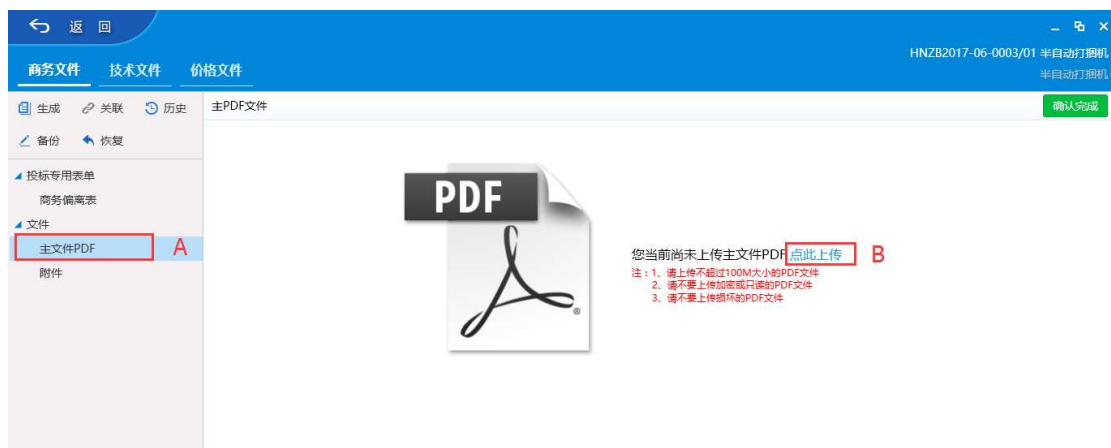 返 回
HNZB2017-06-0003/01 半自动打捆机
半自动打捆机
商务文件 技术文件 价格文件
生成 关联 历史
备份 恢复
主PDF文件
确认完成
投标专用表单
商务偏离表
文件
主文件PDF A
附件
PDF
您当前尚未上传主文件PDF 点此上传 B
注：1、请上传不超过100M大小的PDF文件
2、请不要上传加密或只读的PDF文件
3、请不要上传损坏的PDF文件